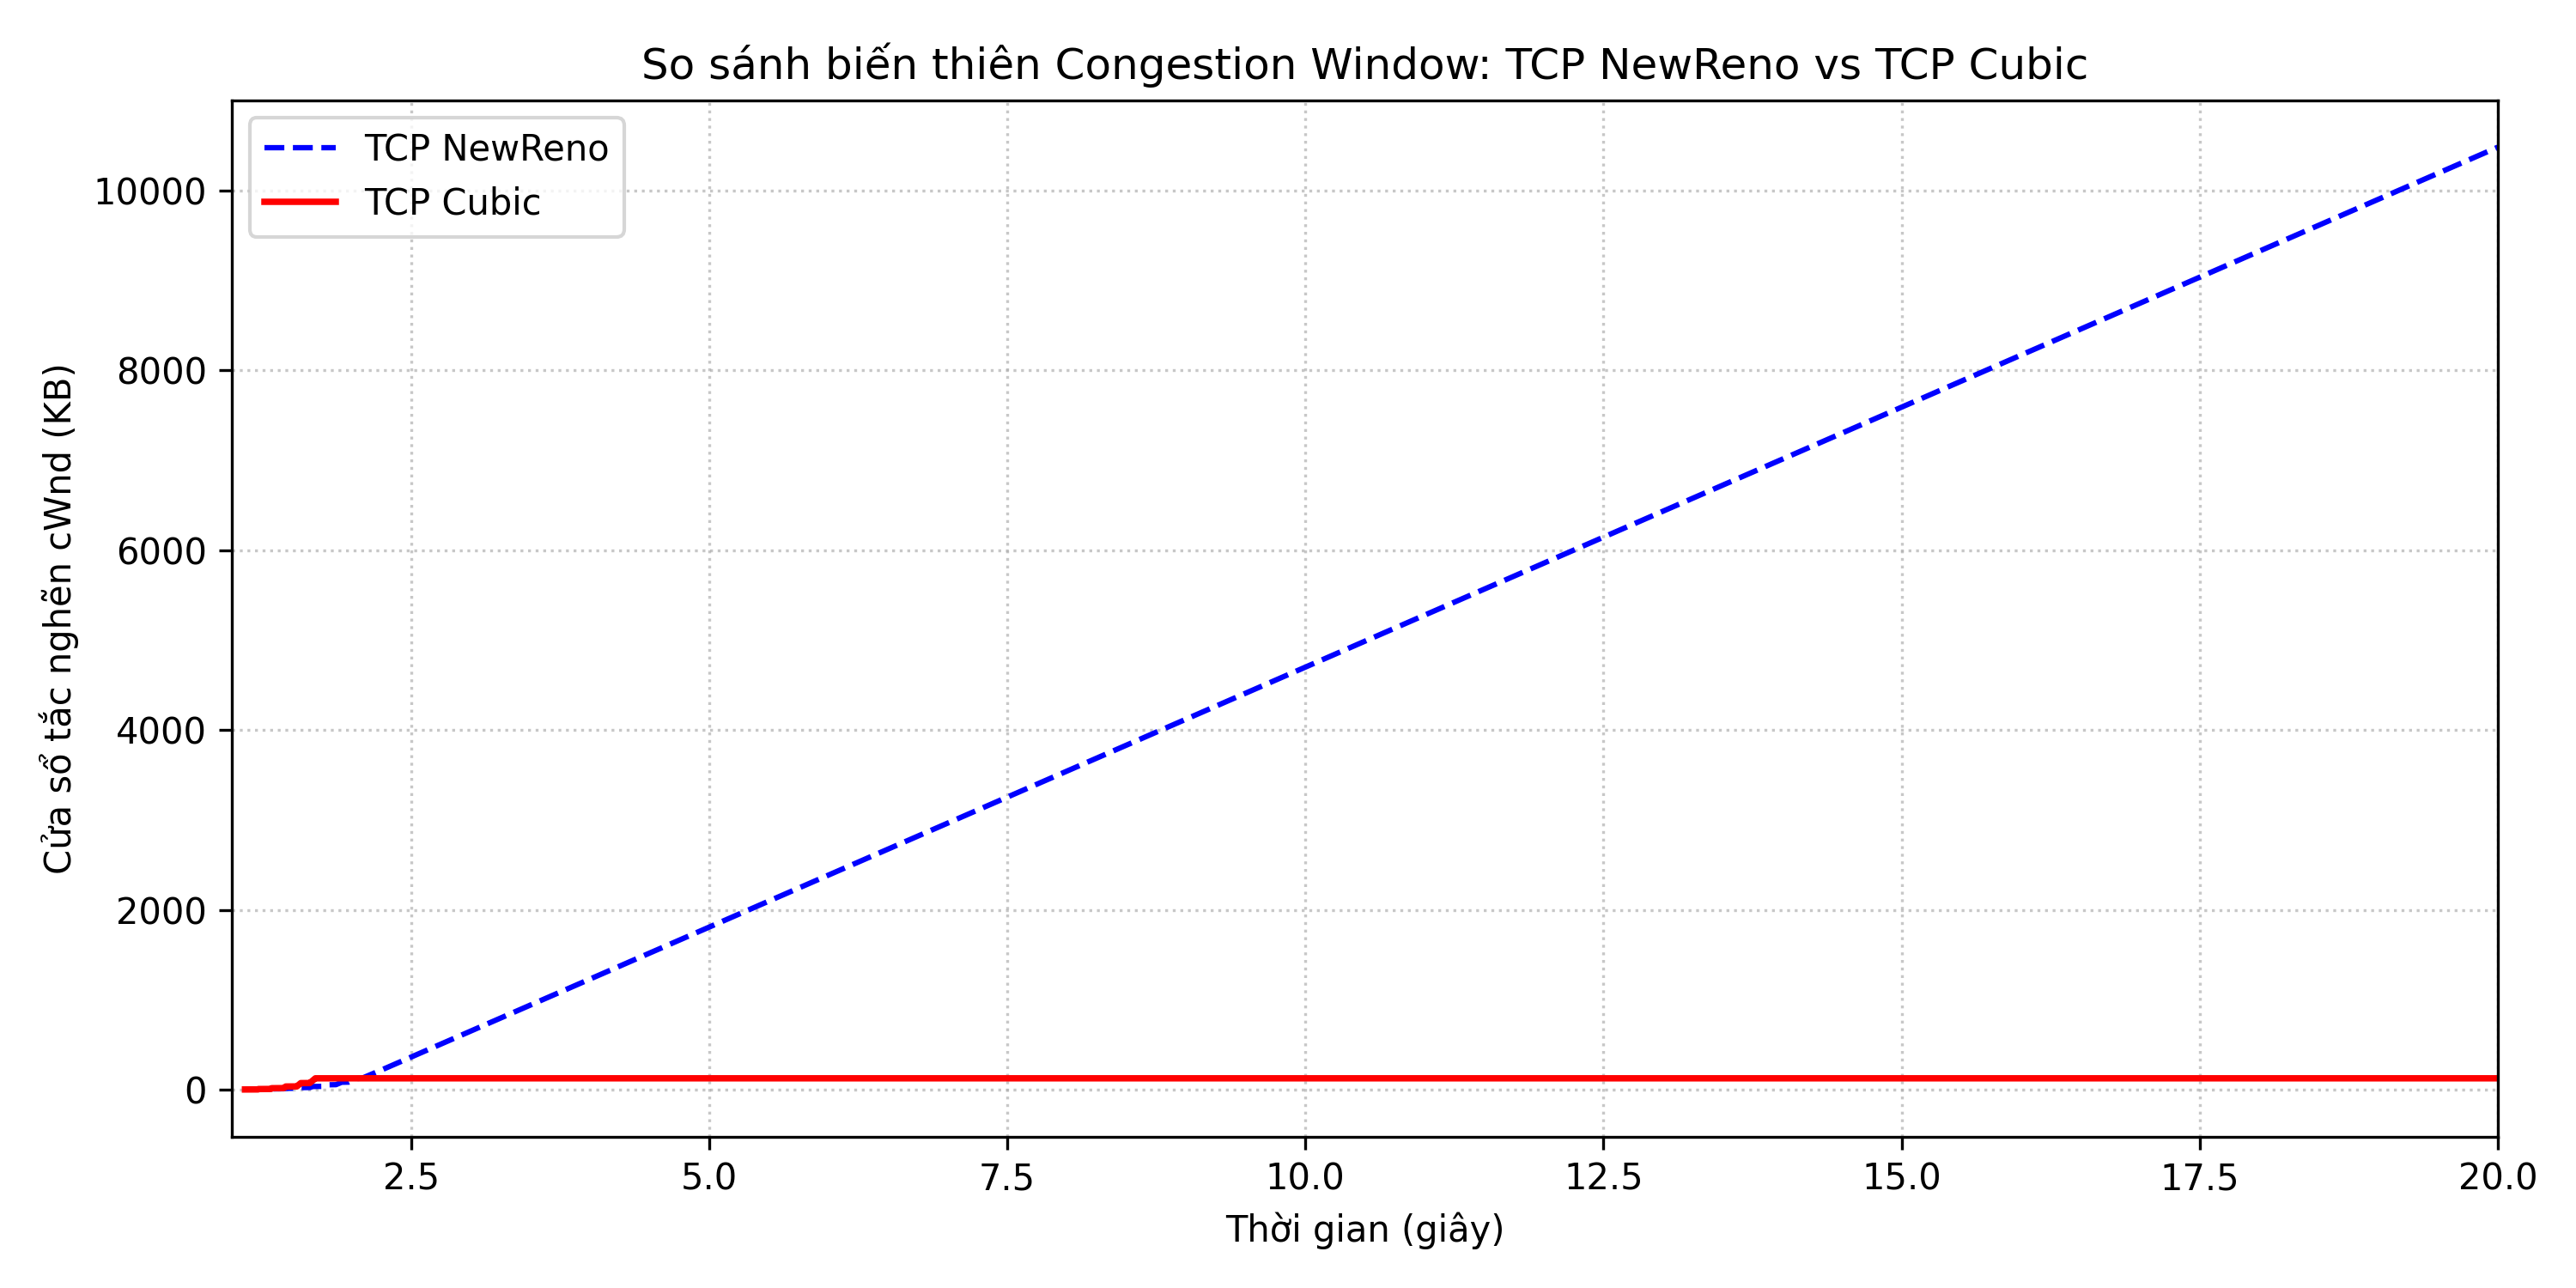 So sánh biến thiên Congestion Window: TCP NewReno vs TCP Cubic
TCP NewReno
TCP Cubic
Cửa sổ tắc nghẽn cWnd (KB)
10000
8000
6000
4000
2000
0
2.5 5.0 7.5 10.0 12.5 15.0 17.5 20.0
Thời gian (giây)